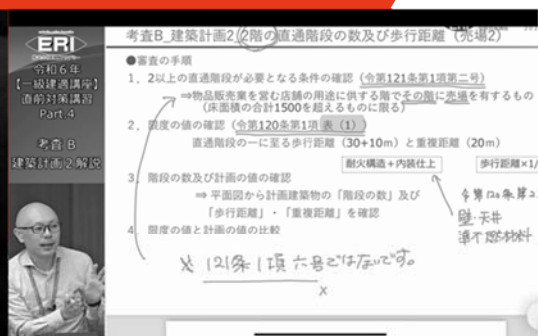 ERI
令和6年
【一級建適講座】
直前対策講習
Part.4
考査B
建築計画2解説
考査B_建築計画2_2階の直通階段の数及び歩行距離(売場2)
●審査の手順
1. 2以上の直通階段が必要となる条件の確認(令第121条第1項第二号)
⇒物品販売業を営む店舗の用途に供する階でその階に売場を有するもの
(床面積の合計1500を超えるものに限る)
2. 限度の値の確認(令第120条第1項 表(1))
直通階段の一に至る歩行距離(30+10m)と重複距離(20m)
耐火構造+内装仕上
歩行距離×1/
3. 階段の数及び計画の値の確認
⇒ 平面図から計画建築物の「階段の数」及び
「歩行距離」・「重複距離」を確認
令第120条第2
壁・天井
準不燃材料
4. 限度の値と計画の値の比較
※ 121条1項 六号ではないです。
x